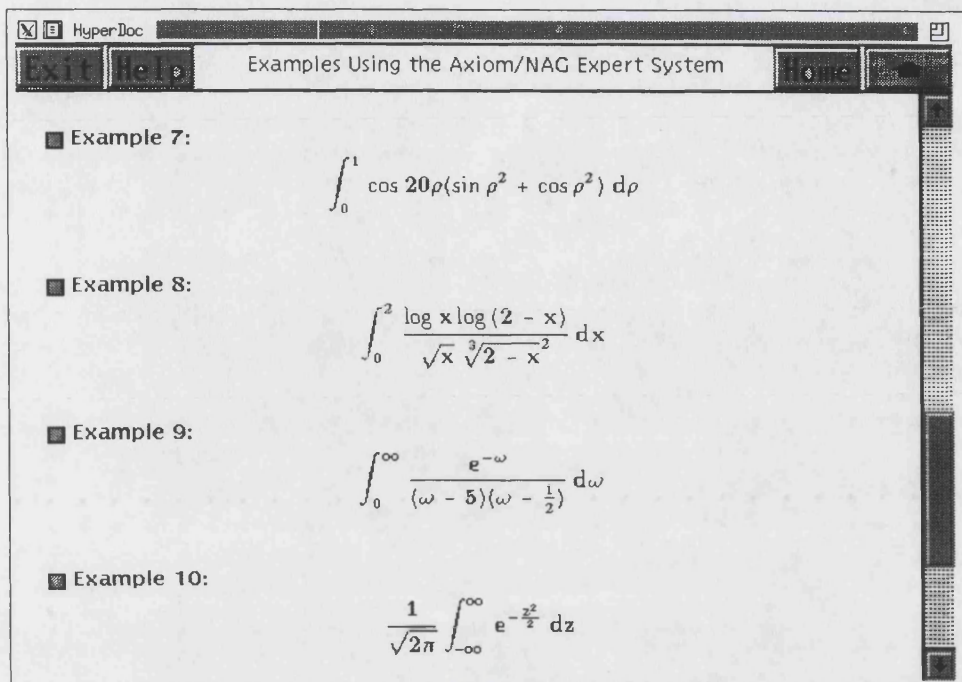 HyperDoc
Exit Help Examples Using the Axiom/NAG Expert System Home
Example 7:
∫₀¹ cos 20ρ(sin ρ² + cos ρ²) dρ
Example 8:
∫₀² (log x log (2 − x))/(√x ∛(2 − x)²) dx
Example 9:
∫₀^∞ e^(−ω)/((ω − 5)(ω − 1/2)) dω
Example 10:
1/√(2π) ∫_(−∞)^∞ e^(−z²/2) dz